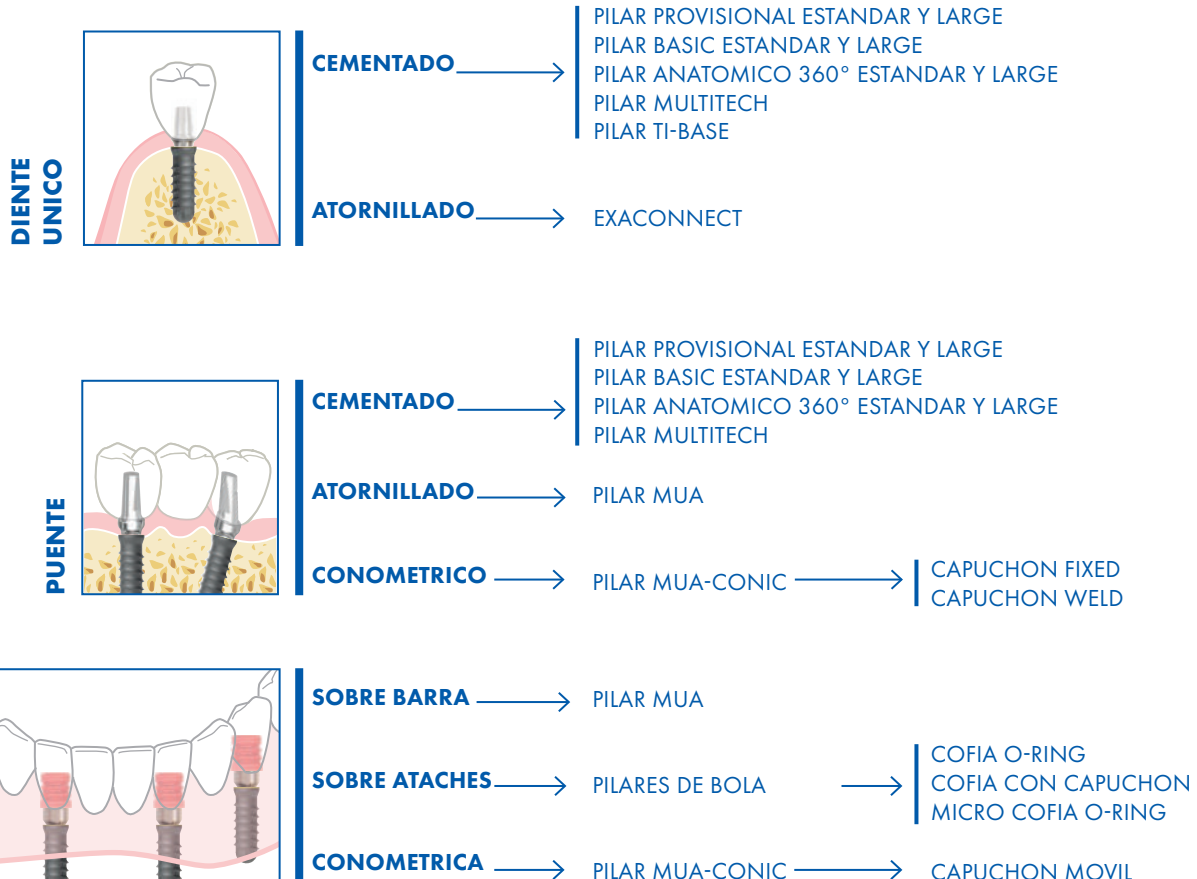 DIENTE
UNICO
CEMENTADO
PILAR PROVISIONAL ESTANDAR Y LARGE
PILAR BASIC ESTANDAR Y LARGE
PILAR ANATOMICO 360° ESTANDAR Y LARGE
PILAR MULTITECH
PILAR TI-BASE
ATORNILLADO
EXACONNECT
PUENTE
CEMENTADO
PILAR PROVISIONAL ESTANDAR Y LARGE
PILAR BASIC ESTANDAR Y LARGE
PILAR ANATOMICO 360° ESTANDAR Y LARGE
PILAR MULTITECH
ATORNILLADO
PILAR MUA
CONOMETRICO
PILAR MUA-CONIC
CAPUCHON FIXED
CAPUCHON WELD
SOBRE BARRA
PILAR MUA
SOBRE ATACHES
PILARES DE BOLA
COFIA O-RING
COFIA CON CAPUCHON
MICRO COFIA O-RING
CONOMETRICA
PILAR MUA-CONIC
CAPUCHON MOVIL